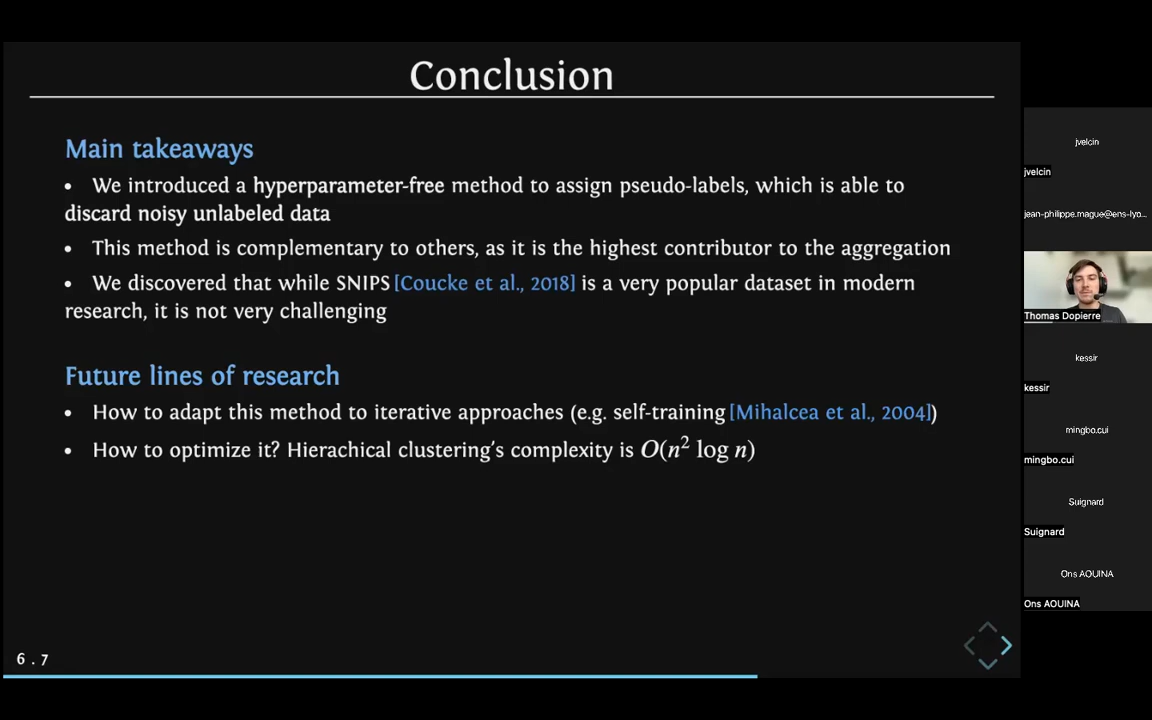 Conclusion
Main takeaways
• We introduced a hyperparameter-free method to assign pseudo-labels, which is able to
discard noisy unlabeled data
• This method is complementary to others, as it is the highest contributor to the aggregation
• We discovered that while SNIPS [Coucke et al., 2018] is a very popular dataset in modern
research, it is not very challenging
Future lines of research
• How to adapt this method to iterative approaches (e.g. self-training [Mihalcea et al., 2004])
• How to optimize it? Hierachical clustering's complexity is O(n² log n)
6 . 7
jvelcin
jvelcin
jean-philippe.mague@ens-lyo...
Thomas Dopierre
kessir
kessir
mingbo.cui
mingbo.cui
Suignard
Suignard
Ons AOUINA
Ons AOUINA